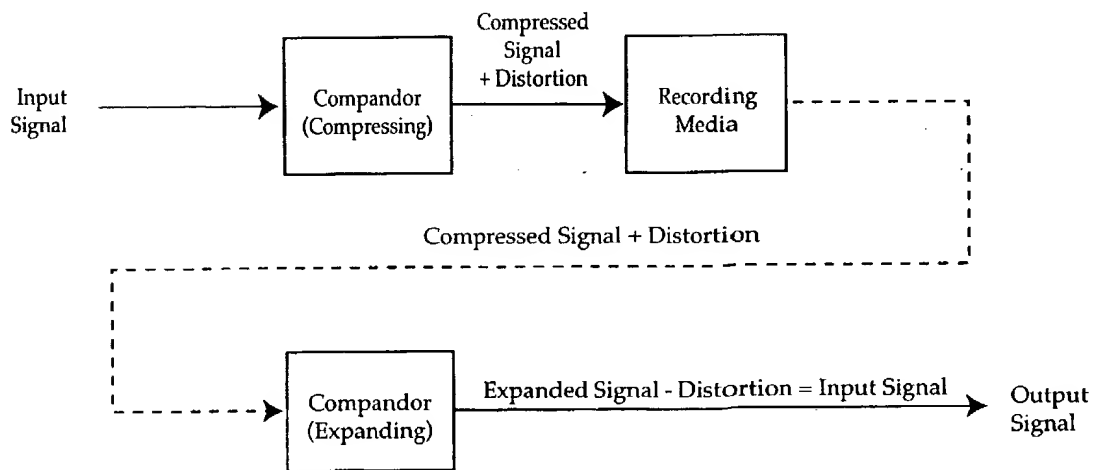 Compressed
Signal
+ Distortion
Input
Signal
Compandor
(Compressing)
Recording
Media
Compressed Signal + Distortion
Compandor
(Expanding)
Expanded Signal - Distortion = Input Signal
Output
Signal